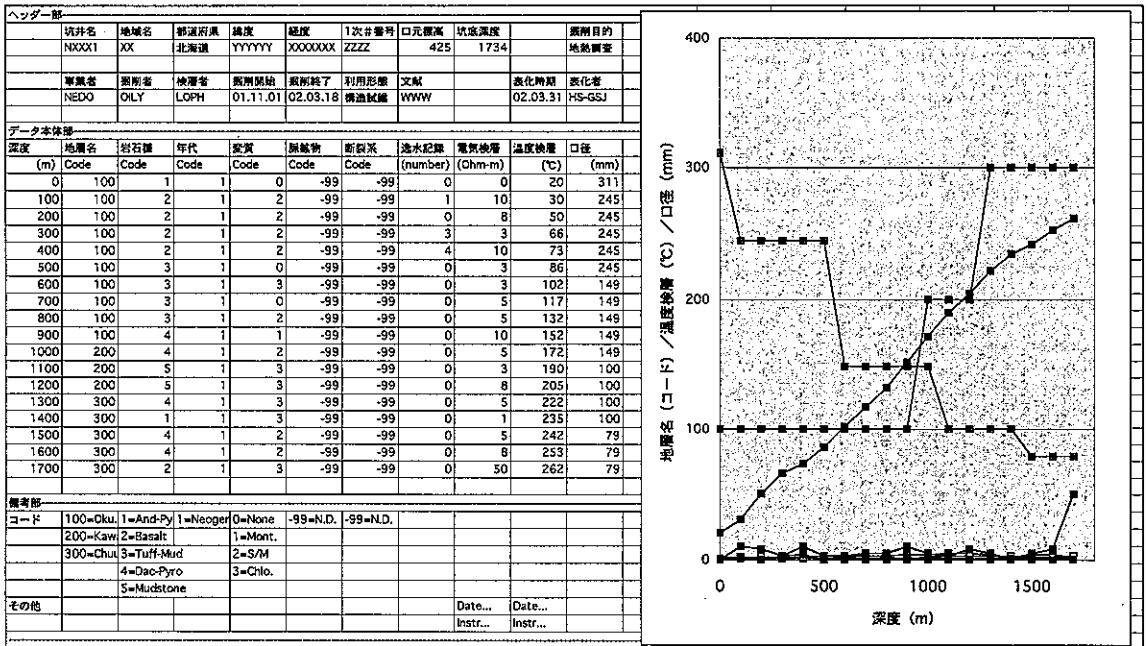 ヘッダー部
坑井名 地域名 都道府県 緯度 経度 1次#番号 口元標高 坑底深度 掘削目的
NXXX1 XX 北海道 YYYYYY XXXXXXX ZZZZ 425 1734 地熱調査
事業者 掘削者 検層者 掘削開始 掘削終了 利用形態 文献 表化時期 表化者
NEDO OILY LOPH 01.11.01 02.03.18 構造試錐 WWW 02.03.31 HS-GSJ
データ本体部
深度 地層名 岩石種 年代 変質 脈鉱物 断裂系 逸水記録 電気検層 温度検層 口径
(m) Code Code Code Code Code Code (number) (Ohm-m) (℃) (mm)
0 100 1 1 0 -99 -99 0 0 20 311
100 100 2 1 2 -99 -99 1 10 30 245
200 100 2 1 2 -99 -99 0 8 50 245
300 100 2 1 2 -99 -99 3 3 66 245
400 100 2 1 2 -99 -99 4 10 73 245
500 100 3 1 0 -99 -99 0 3 86 245
600 100 3 1 3 -99 -99 0 3 102 149
700 100 3 1 0 -99 -99 0 5 117 149
800 100 3 1 2 -99 -99 0 5 132 149
900 100 4 1 1 -99 -99 0 10 152 149
1000 200 4 1 2 -99 -99 0 5 172 149
1100 200 5 1 3 -99 -99 0 3 190 100
1200 200 5 1 3 -99 -99 0 8 205 100
1300 300 4 1 3 -99 -99 0 5 222 100
1400 300 1 1 3 -99 -99 0 1 235 100
1500 300 4 1 2 -99 -99 0 5 242 79
1600 300 4 1 2 -99 -99 0 8 253 79
1700 300 2 1 3 -99 -99 0 50 262 79
備考部
コード 100=Oku. 1=And-Py 1=Neoger 0=None -99=N.D. -99=N.D.
200=Kaw. 2=Basalt 1=Mont.
300=Chuu 3=Tuff-Mud 2=S/M
4=Dac-Pyro 3=Chlo.
5=Mudstone
その他 Date... Date...
Instr... Instr...
地層名（コード）／温度検層（℃）／口径（mm）
400
300
200
100
0
0 500 1000 1500
深度（m）